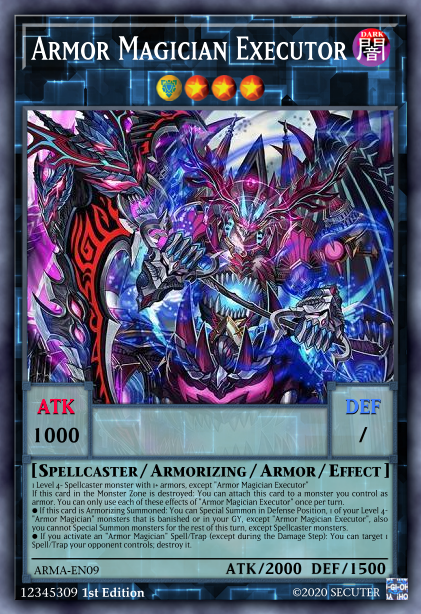 ARMOR MAGICIAN EXECUTOR
DARK
闇
ATK
1000
DEF
/
[SPELLCASTER/ARMORIZING/ARMOR/EFFECT]
1 Level 4- Spellcaster monster with 1+ armors, except "Armor Magician Executor"
If this card in the Monster Zone is destroyed: You can attach this card to a monster you control as
armor. You can only use each of these effects of "Armor Magician Executor" once per turn.
● If this card is Armorizing Summoned: You can Special Summon in Defense Position, 1 of your Level 4-
"Armor Magician" monsters that is banished or in your GY, except "Armor Magician Executor", also
you cannot Special Summon monsters for the rest of this turn, except Spellcaster monsters.
● If you activate an "Armor Magician" Spell/Trap (except during the Damage Step): You can target 1
Spell/Trap your opponent controls; destroy it.
ARMA-EN09
ATK/2000 DEF/1500
12345309 1st Edition
©2020 SECUTER